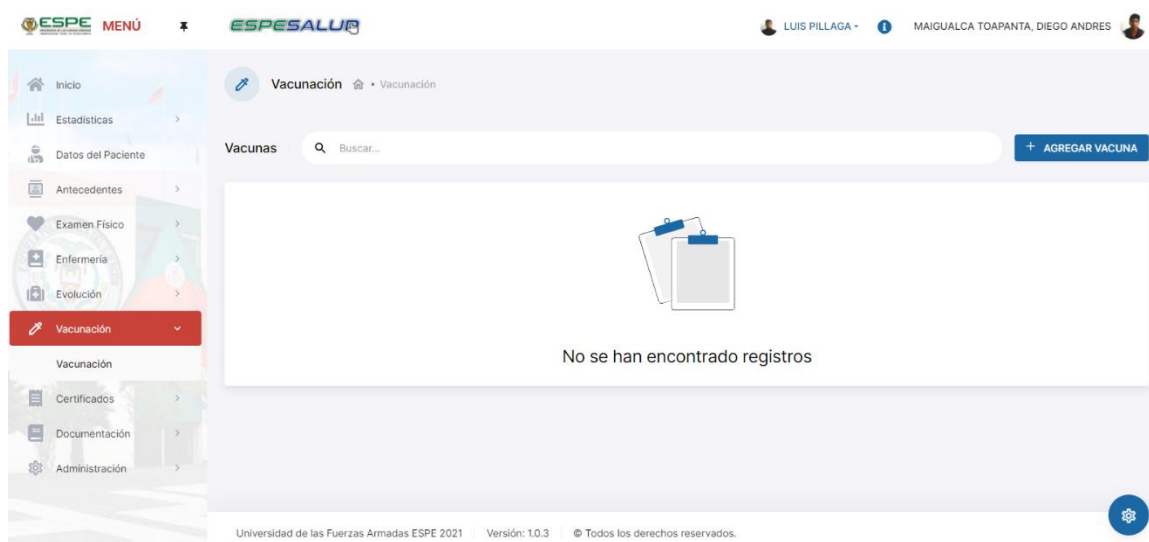 ESPE MENÚ
ESPESALUD
LUIS PILLAGA
MAIGUALCA TOAPANTA, DIEGO ANDRES
Inicio
Estadísticas
Datos del Paciente
Antecedentes
Examen Físico
Enfermería
Evolución
Vacunación
Vacunación
Certificados
Documentación
Administración
Vacunación • Vacunación
Vacunas Buscar... + AGREGAR VACUNA
No se han encontrado registros
Universidad de las Fuerzas Armadas ESPE 2021 Versión: 1.0.3 © Todos los derechos reservados.